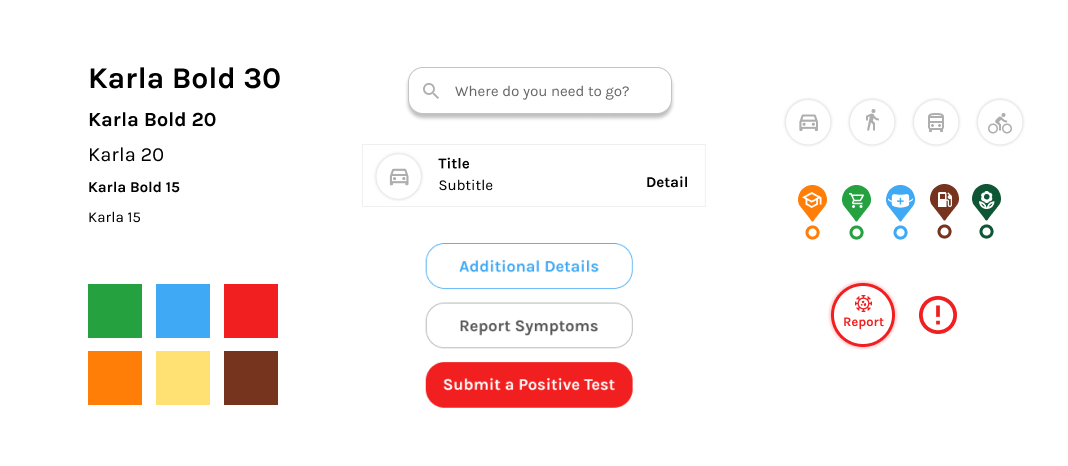 Karla Bold 30
Karla Bold 20
Karla 20
Karla Bold 15
Karla 15
Where do you need to go?
Title
Subtitle
Detail
Additional Details
Report Symptoms
Submit a Positive Test
Report